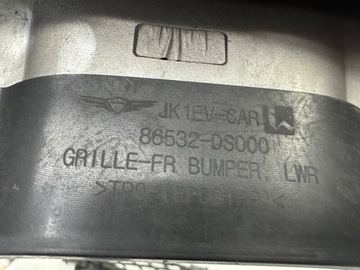 JK1EV-CAR
86532-DS000
GRILLE-FR BUMPER, LWR